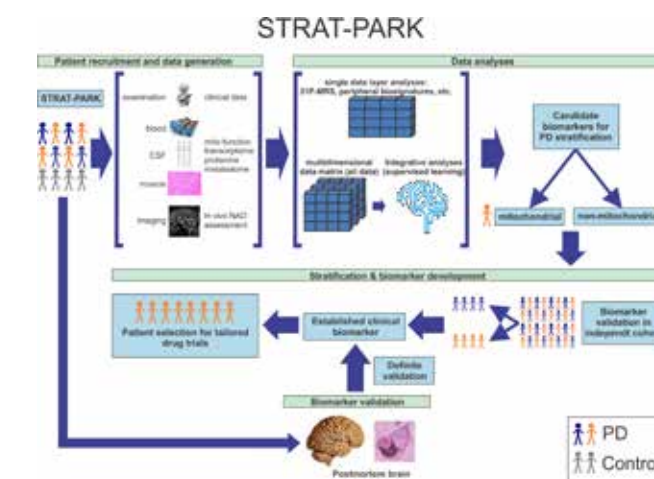 STRAT-PARK
Patient recruitment and data generation
Data analyses
STRAT-PARK
examination
clinical data
blood
CSF
mito function
transcriptome
proteome
metabolome
muscle
imaging
in-vivo NAD
assessment
single data layer analyses:
31P-MRS, peripheral biosignatures, etc.
multidimensional
data matrix (all data)
Integrative analyses
(supervised learning)
Candidate
biomarkers for
PD stratification
mitochondrial
non-mitochondrial
Stratification & biomarker development
Patient selection for tailored
drug trials
Established clinical
biomarker
Biomarker
validation in
Definite
validation
Biomarker validation
Postmortem brain
PD
Contro